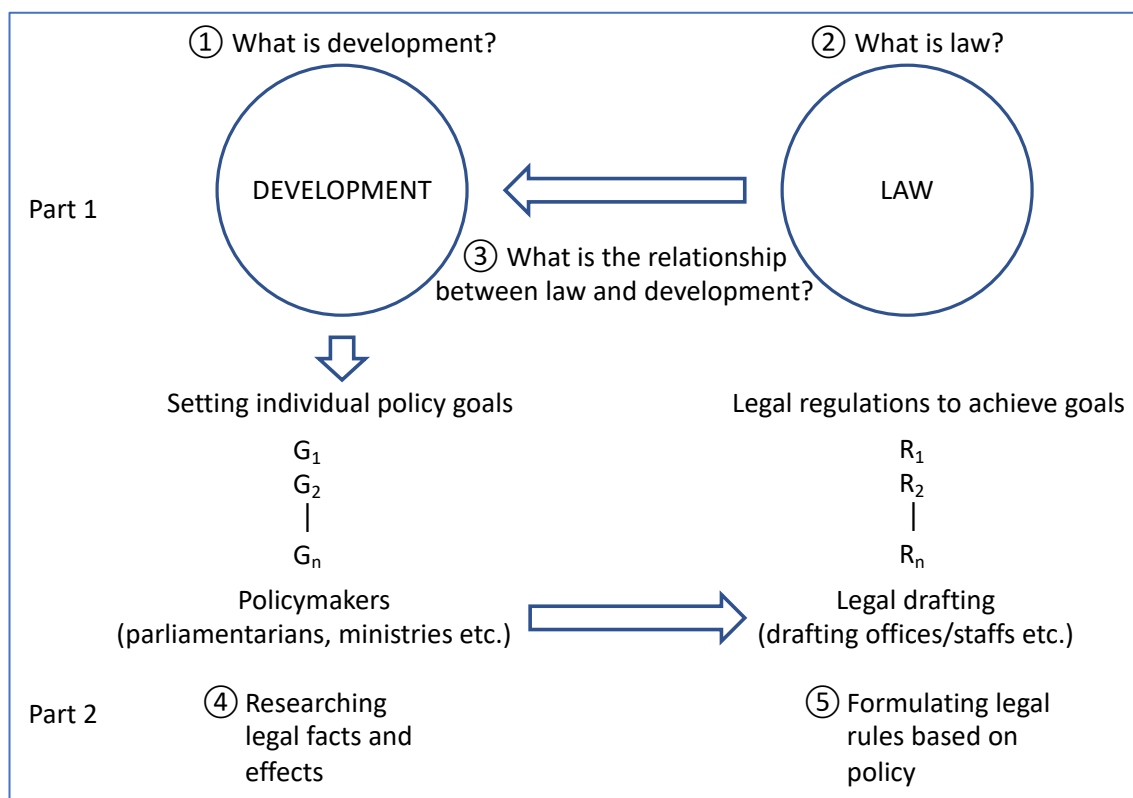 ① What is development?
② What is law?
Part 1
DEVELOPMENT
LAW
③ What is the relationship
between law and development?
Setting individual policy goals
Legal regulations to achieve goals
G₁
G₂
|
Gₙ
R₁
R₂
|
Rₙ
Policymakers
(parliamentarians, ministries etc.)
Legal drafting
(drafting offices/staffs etc.)
Part 2
④ Researching
legal facts and
effects
⑤ Formulating legal
rules based on
policy